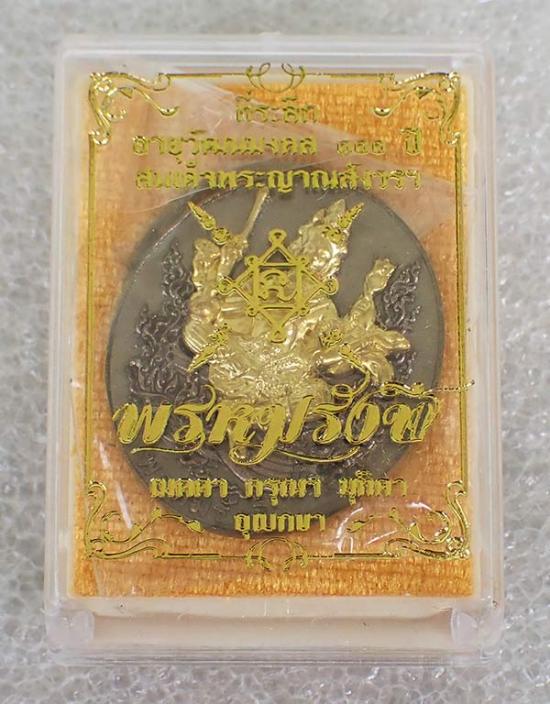 ที่ระลึก
อายุวัฒนมงคล ๑๐๐ ปี
สมเด็จพระญาณสังวรฯ
พรหมรังษี
เมตตา กรุณา มุทิตา
อุเบกขา